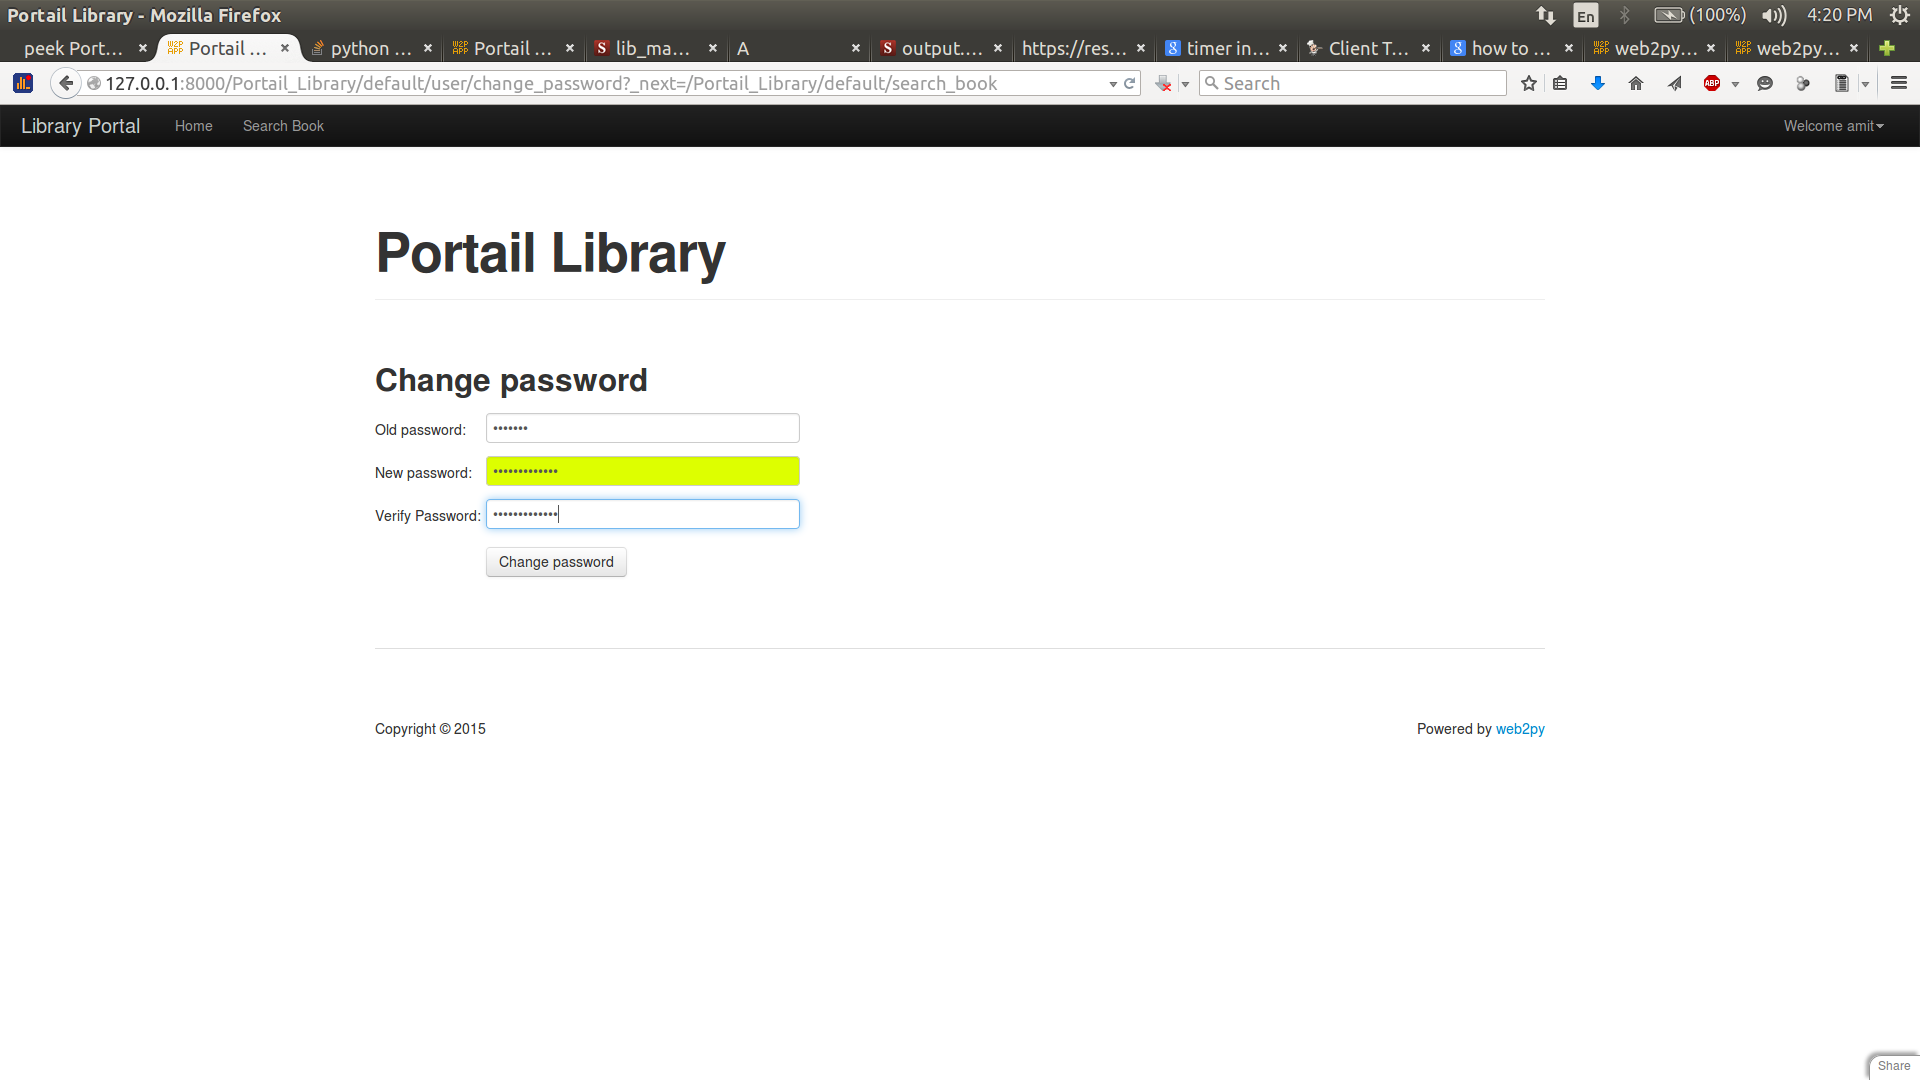 Portail Library - Mozilla Firefox
En
(100%)
4:20 PM
peek Port...
Portail ...
python ...
Portail ...
lib_ma...
A
output....
https://res...
timer in...
Client T...
how to ...
web2py...
web2py...
127.0.0.1:8000/Portail_Library/default/user/change_password?_next=/Portail_Library/default/search_book
Search
ABP
Library Portal
Home
Search Book
Welcome amit
Portail Library
Change password
Old password:
New password:
Verify Password:
Change password
Copyright © 2015
Powered by web2py
Share